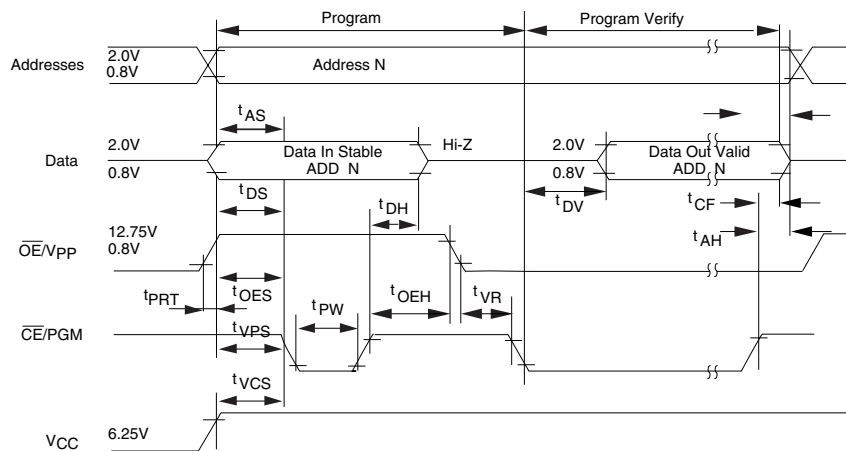 Program
Program Verify
Addresses
2.0V
0.8V
Address N
tAS
Data
2.0V
0.8V
Data In Stable
ADD N
Hi-Z
2.0V
0.8V
Data Out Valid
ADD N
tDS
tDH
tDV
tCF
OE/VPP
12.75V
0.8V
tAH
tPRT
tOES
tPW
tOEH
tVR
CE/PGM
tVPS
tVCS
VCC
6.25V